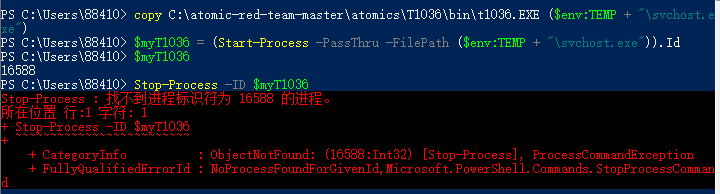 PS C:\Users\88410> copy C:\atomic-red-team-master\atomics\T1036\bin\t1036.EXE ($env:TEMP + "\svchost.exe
")
PS C:\Users\88410> $myT1036 = (Start-Process -PassThru -FilePath ($env:TEMP + "\svchost.exe")).Id
PS C:\Users\88410> $myT1036
16588
PS C:\Users\88410> Stop-Process -ID $myT1036
Stop-Process : 找不到进程标识符为 16588 的进程。
所在位置 行:1 字符: 1
+ Stop-Process -ID $myT1036
+ ~~~~~~~~~~~~~~~~~~~~~~~~~
    + CategoryInfo          : ObjectNotFound: (16588:Int32) [Stop-Process], ProcessCommandException
    + FullyQualifiedErrorId : NoProcessFoundForGivenId,Microsoft.PowerShell.Commands.StopProcessComman
d